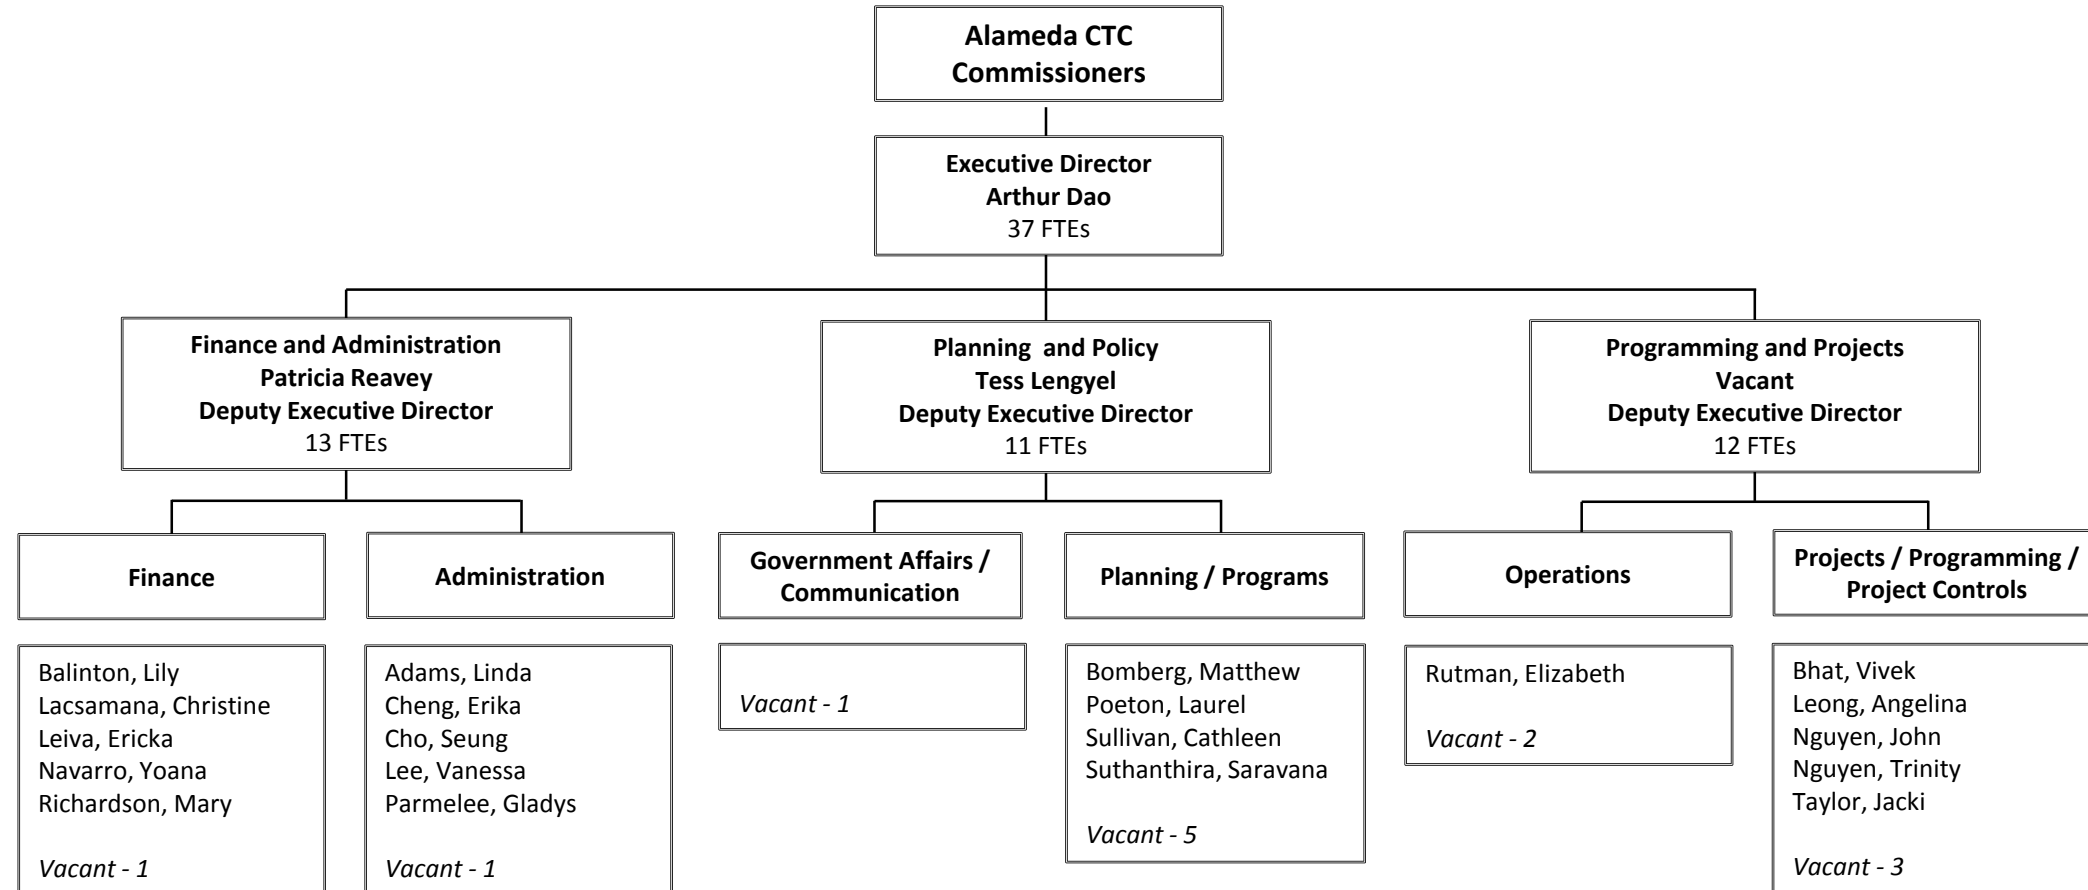 Alameda CTC
Commissioners
Executive Director
Arthur Dao
37 FTEs
Finance and Administration
Patricia Reavey
Deputy Executive Director
13 FTEs
Planning and Policy
Tess Lengyel
Deputy Executive Director
11 FTEs
Programming and Projects
Vacant
Deputy Executive Director
12 FTEs
Finance
Administration
Government Affairs /
Communication
Planning / Programs
Operations
Projects / Programming /
Project Controls
Balinton, Lily
Lacsamana, Christine
Leiva, Ericka
Navarro, Yoana
Richardson, Mary
Vacant - 1
Adams, Linda
Cheng, Erika
Cho, Seung
Lee, Vanessa
Parmelee, Gladys
Vacant - 1
Vacant - 1
Bomberg, Matthew
Poeton, Laurel
Sullivan, Cathleen
Suthanthira, Saravana
Vacant - 5
Rutman, Elizabeth
Vacant - 2
Bhat, Vivek
Leong, Angelina
Nguyen, John
Nguyen, Trinity
Taylor, Jacki
Vacant - 3